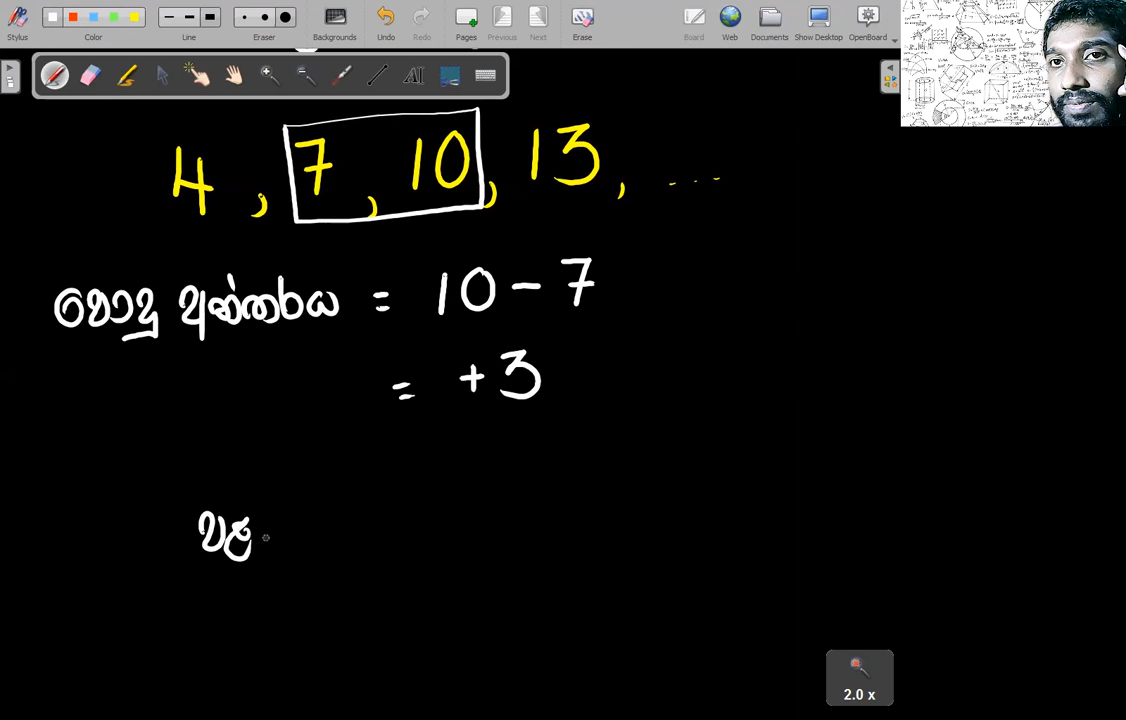 Stylus Color Line Eraser Backgrounds Undo Redo Pages Previous Next Erase Board Web Documents Show Desktop OpenBoard
4 , 7 , 10 , 13 , ... ...
පොදු අන්තරය = 10 - 7
= + 3
2.0 x